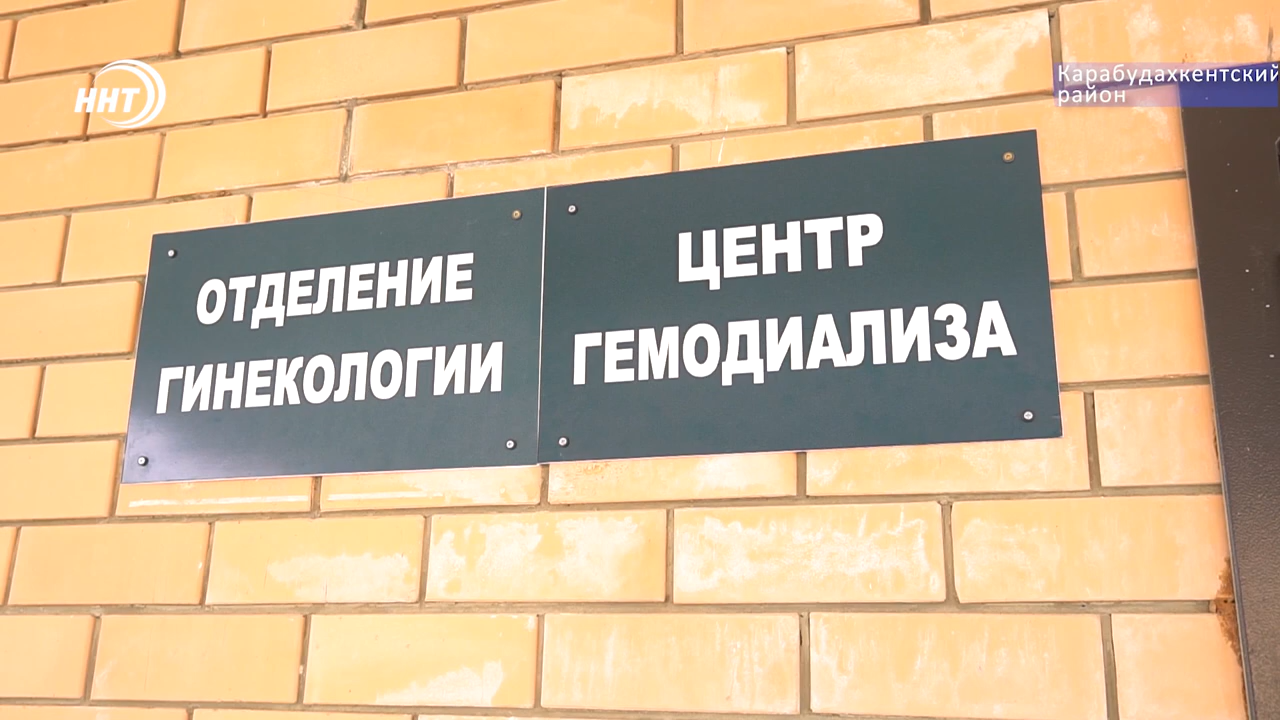 ННТ
Карабудахкентский
район
ОТДЕЛЕНИЕ
ГИНЕКОЛОГИИ
ЦЕНТР
ГЕМОДИАЛИЗА